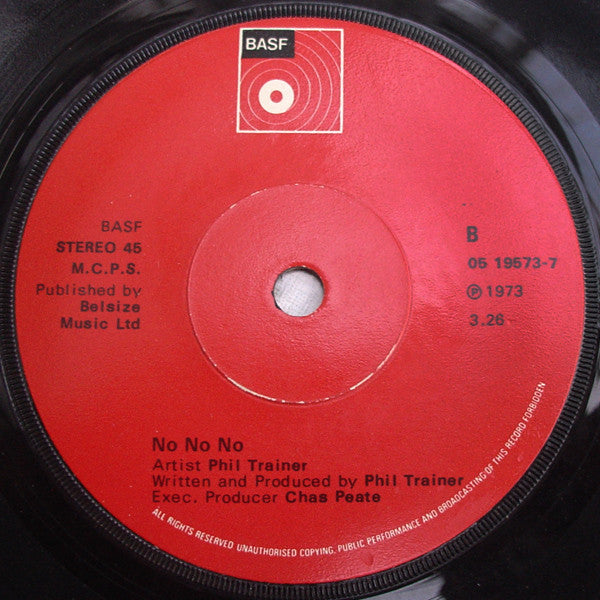 BASF
BASF
STEREO 45
M.C.P.S.
Published by
Belsize
Music Ltd
B
05 19573-7
℗ 1973
3.26
No No No
Artist Phil Trainer
Written and Produced by Phil Trainer
Exec. Producer Chas Peate
ALL RIGHTS RESERVED UNAUTHORISED COPYING, PUBLIC PERFORMANCE AND BROADCASTING OF THIS RECORD FORBIDDEN